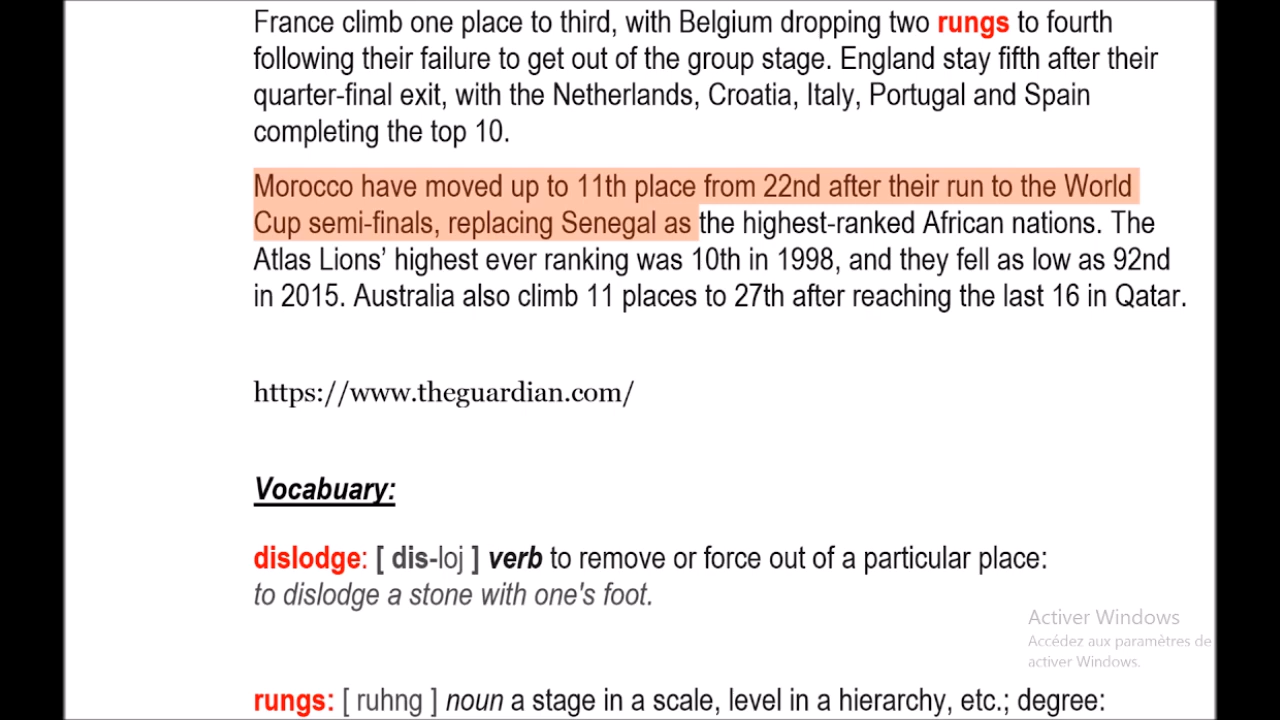 France climb one place to third, with Belgium dropping two rungs to fourth
following their failure to get out of the group stage. England stay fifth after their
quarter-final exit, with the Netherlands, Croatia, Italy, Portugal and Spain
completing the top 10.
Morocco have moved up to 11th place from 22nd after their run to the World
Cup semi-finals, replacing Senegal as the highest-ranked African nations. The
Atlas Lions’ highest ever ranking was 10th in 1998, and they fell as low as 92nd
in 2015. Australia also climb 11 places to 27th after reaching the last 16 in Qatar.
https://www.theguardian.com/
Vocabuary:
dislodge: [ dis-loj ] verb to remove or force out of a particular place:
to dislodge a stone with one's foot.
Activer Windows
Accédez aux paramètres de
activer Windows.
rungs: [ ruhng ] noun a stage in a scale, level in a hierarchy, etc.; degree: